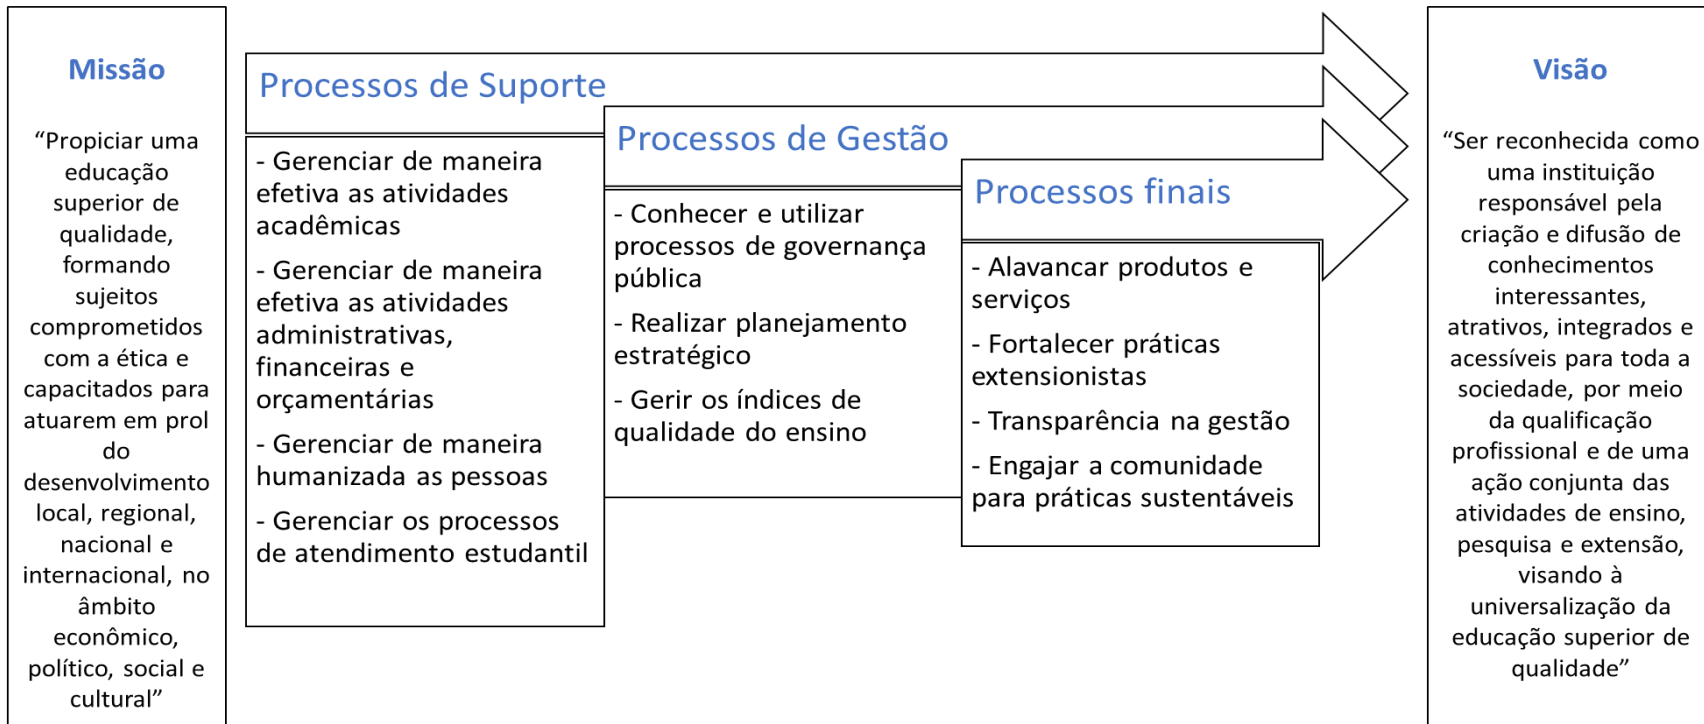 Missão
“Propiciar uma
educação
superior de
qualidade,
formando
sujeitos
comprometidos
com a ética e
capacitados para
atuarem em prol
do
desenvolvimento
local, regional,
nacional e
internacional, no
âmbito
econômico,
político, social e
cultural”
Processos de Suporte
- Gerenciar de maneira
efetiva as atividades
acadêmicas
- Gerenciar de maneira
efetiva as atividades
administrativas,
financeiras e
orçamentárias
- Gerenciar de maneira
humanizada as pessoas
- Gerenciar os processos
de atendimento estudantil
Processos de Gestão
- Conhecer e utilizar
processos de governança
pública
- Realizar planejamento
estratégico
- Gerir os índices de
qualidade do ensino
Processos finais
- Alavancar produtos e
serviços
- Fortalecer práticas
extensionistas
- Transparência na gestão
- Engajar a comunidade
para práticas sustentáveis
Visão
“Ser reconhecida como
uma instituição
responsável pela
criação e difusão de
conhecimentos
interessantes,
atrativos, integrados e
acessíveis para toda a
sociedade, por meio
da qualificação
profissional e de uma
ação conjunta das
atividades de ensino,
pesquisa e extensão,
visando à
universalização da
educação superior de
qualidade”